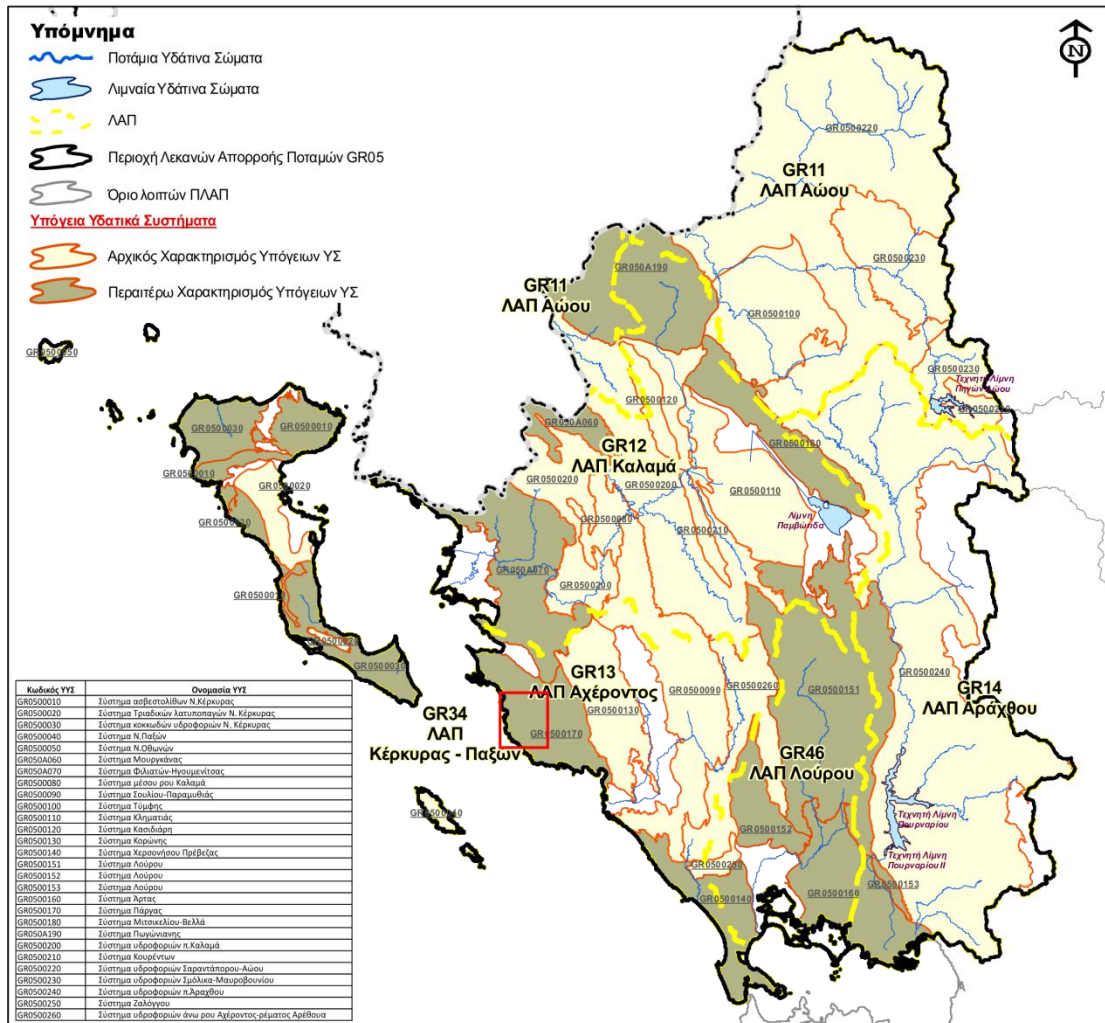 Υπόμνημα
Ποτάμια Υδάτινα Σώματα
Λιμναία Υδάτινα Σώματα
ΛΑΠ
Περιοχή Λεκανών Απορροής Ποταμών GR05
Όριο λοιπών ΠΛΑΠ
Υπόγεια Υδατικά Συστήματα
Αρχικός Χαρακτηρισμός Υπόγειων ΥΣ
Περαιτέρω Χαρακτηρισμός Υπόγειων ΥΣ
N
GR0500220
GR11
ΛΑΠ Αώου
GR0500230
GR050A190
GR11
ΛΑΠ Αώου
GR0500100
GR0500050
GR0500230
Τεχνητή Λίμνη
Πηγών Αώου
GR0500120
GR050A060
GR0500030
GR0500010
GR0500180
GR12
ΛΑΠ Καλαμά
GR0500010
GR0500020
GR0500200
GR0500200
GR0500110
Λίμνη
Παμβώτιδα
GR0500080
GR0500210
GR050A070
GR0500200
GR0500030
GR13
ΛΑΠ Αχέροντος
GR0500240
GR14
ΛΑΠ Αράχθου
GR0500090
GR0500260
GR0500151
GR34
ΛΑΠ
Κέρκυρας - Παξών
GR0500130
GR0500170
GR46
ΛΑΠ Λούρου
Τεχνητή Λίμνη
Πουρναρίου
GR0500152
Τεχνητή Λίμνη
Πουρναρίου ΙΙ
GR0500140
GR0500160
GR0500153
Κωδικός ΥΥΣ Ονομασία ΥΥΣ
GR0500010 Σύστημα ασβεστολίθων Ν.Κέρκυρας
GR0500020 Σύστημα Τριαδικών λατυποπαγών Ν. Κέρκυρας
GR0500030 Σύστημα κοκκωδών υδροφοριών Ν. Κέρκυρας
GR0500040 Σύστημα Ν.Παξών
GR0500050 Σύστημα Ν.Οθωνών
GR050A060 Σύστημα Μουργκάνας
GR050A070 Σύστημα Φιλιατών-Ηγουμενίτσας
GR0500080 Σύστημα μέσου ρου Καλαμά
GR0500090 Σύστημα Σουλίου-Παραμυθιάς
GR0500100 Σύστημα Τύμφης
GR0500110 Σύστημα Κληματιάς
GR0500120 Σύστημα Κασιδιάρη
GR0500130 Σύστημα Κορώνης
GR0500140 Σύστημα Χερσονήσου Πρέβεζας
GR0500151 Σύστημα Λούρου
GR0500152 Σύστημα Λούρου
GR0500153 Σύστημα Λούρου
GR0500160 Σύστημα Άρτας
GR0500170 Σύστημα Πάργας
GR0500180 Σύστημα Μιτσικελίου-Βελλά
GR050A190 Σύστημα Πωγώνιανης
GR0500200 Σύστημα υδροφοριών π.Καλαμά
GR0500210 Σύστημα Κουρέντων
GR0500220 Σύστημα υδροφοριών Σαραντάπορου-Αώου
GR0500230 Σύστημα υδροφοριών Σμόλικα-Μαυροβουνίου
GR0500240 Σύστημα υδροφοριών π.Άραχθου
GR0500250 Σύστημα Ζαλόγγου
GR0500260 Σύστημα υδροφοριών άνω ρου Αχέροντος-ρέματος Αρέθουα